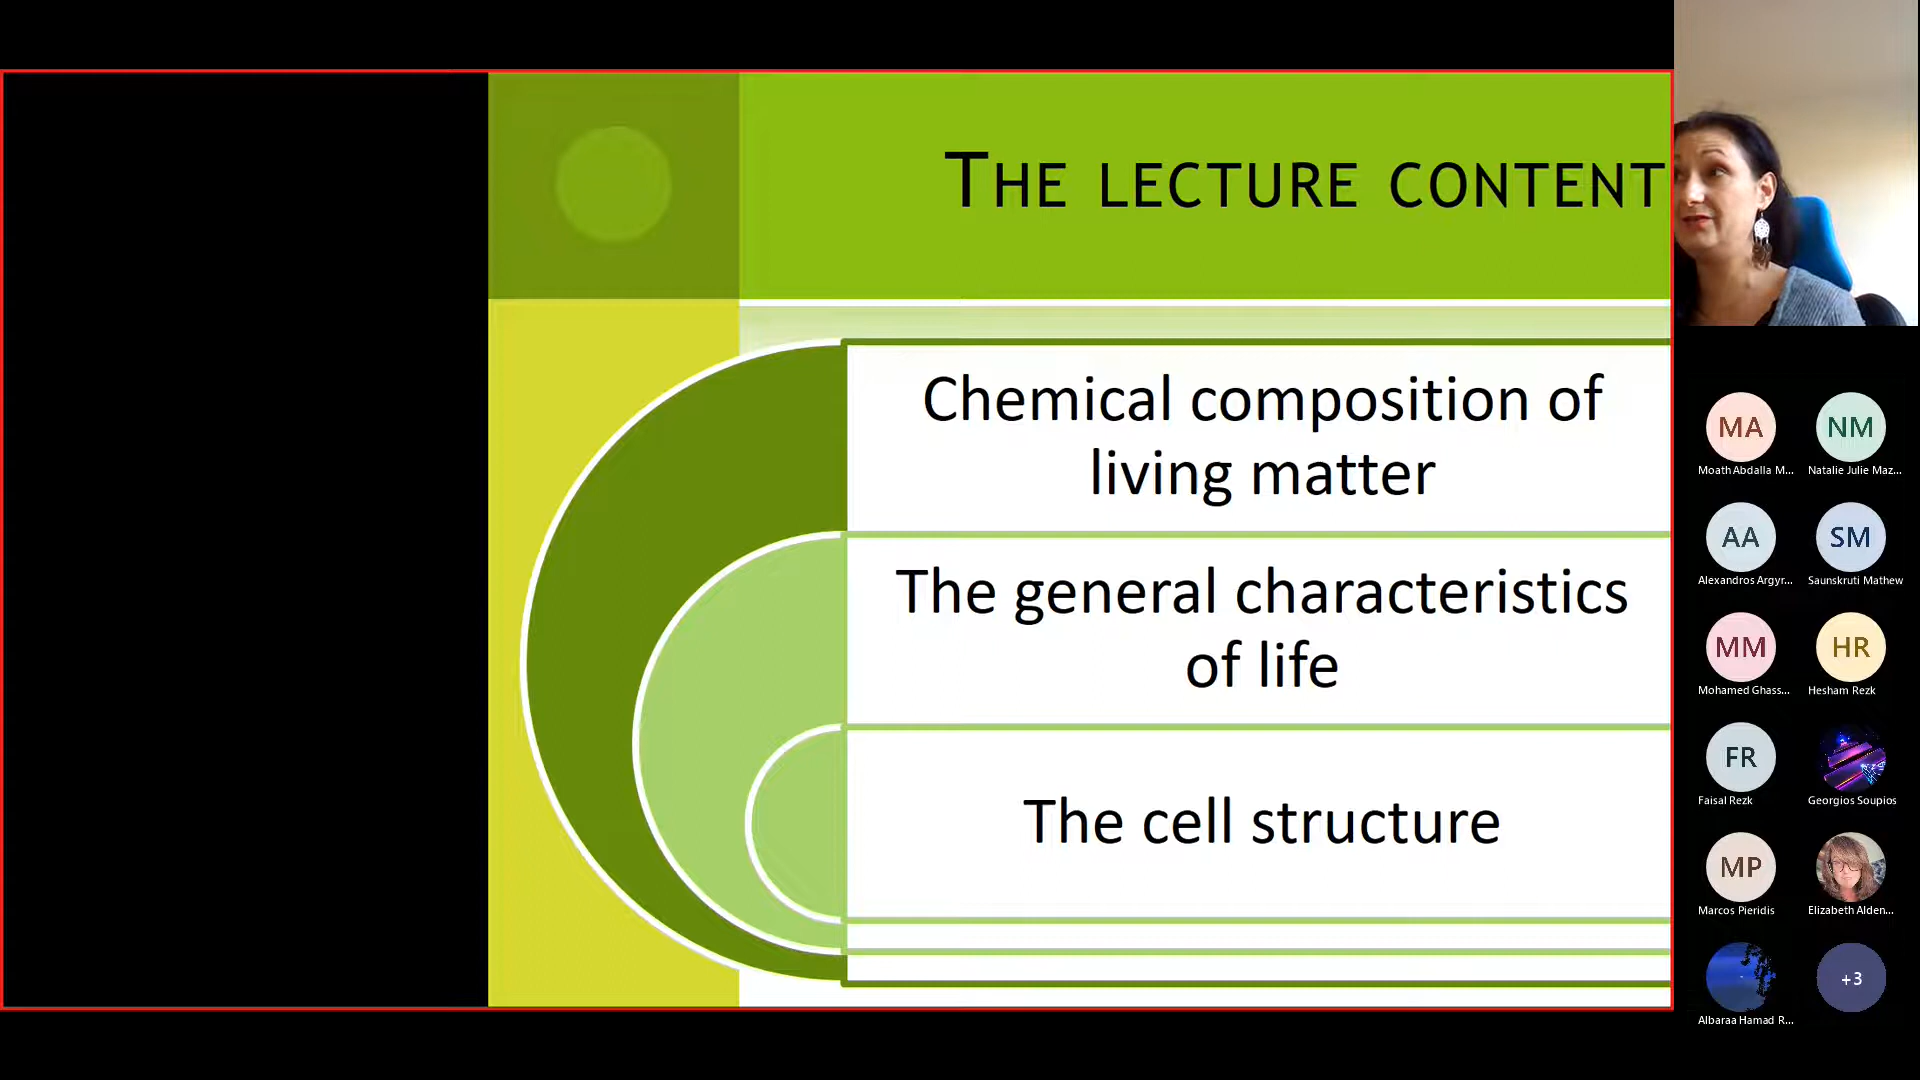 THE LECTURE CONTENT
Chemical composition of
living matter
The general characteristics
of life
The cell structure
MA
NM
Moath Abdalla M...
Natalie Julie Maz...
AA
SM
Alexandros Argyr...
Saunskruti Mathew
MM
HR
Mohamed Ghass...
Hesham Rezk
FR
Faisal Rezk
Georgios Soupios
MP
Marcos Pieridis
Elizabeth Alden...
+3
Albaraa Hamad R...